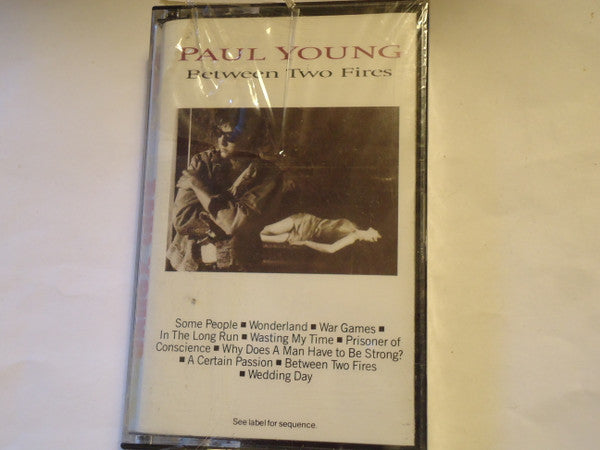 PAUL YOUNG
Between Two Fires
Some People ■ Wonderland ■ War Games ■
In The Long Run ■ Wasting My Time ■ Prisoner of
Conscience ■ Why Does A Man Have to Be Strong?
■ A Certain Passion ■ Between Two Fires
■ Wedding Day
See label for sequence.